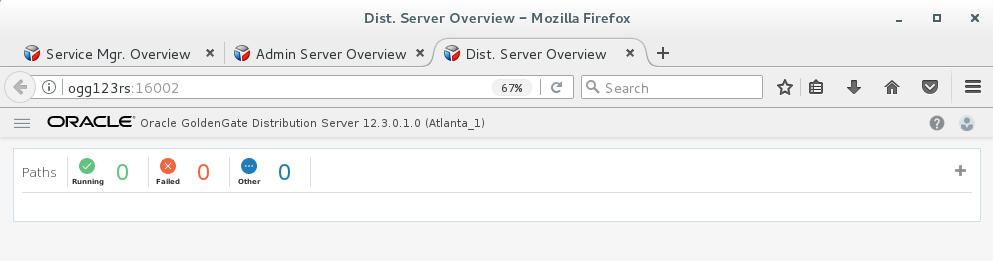 Dist. Server Overview – Mozilla Firefox
Service Mgr. Overview Admin Server Overview Dist. Server Overview
ogg123rs:16002 67% Search
ORACLE Oracle GoldenGate Distribution Server 12.3.0.1.0 (Atlanta_1)
Paths Running 0 Failed 0 Other 0